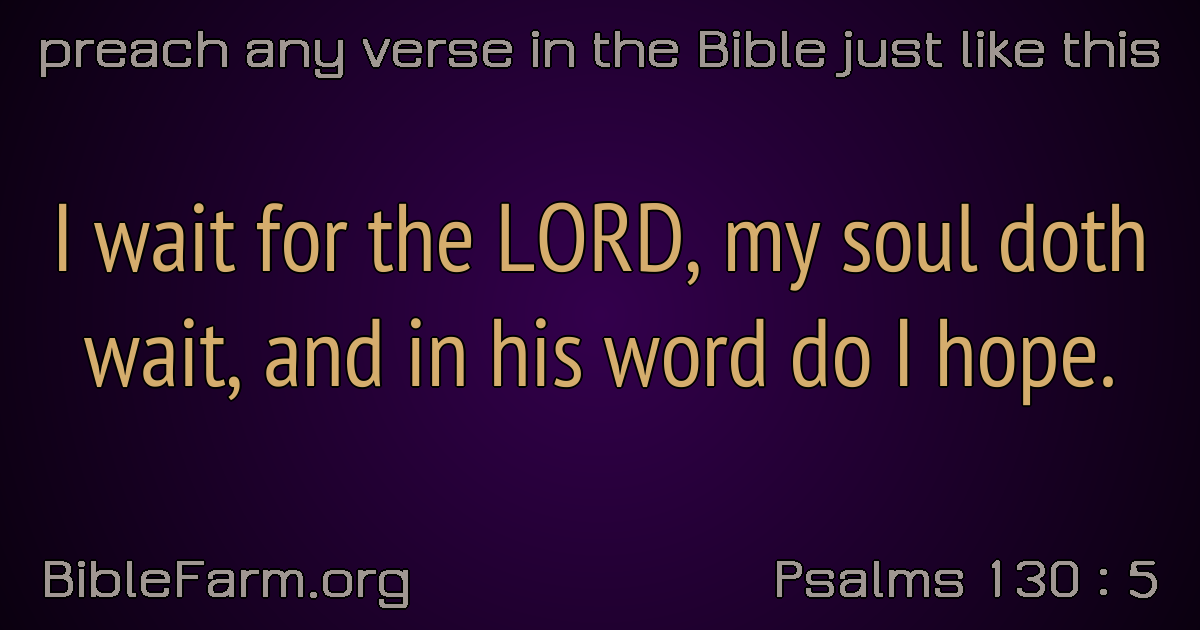 preach any verse in the Bible just like this
I wait for the LORD, my soul doth
wait, and in his word do I hope.
BibleFarm.org
Psalms 130 : 5